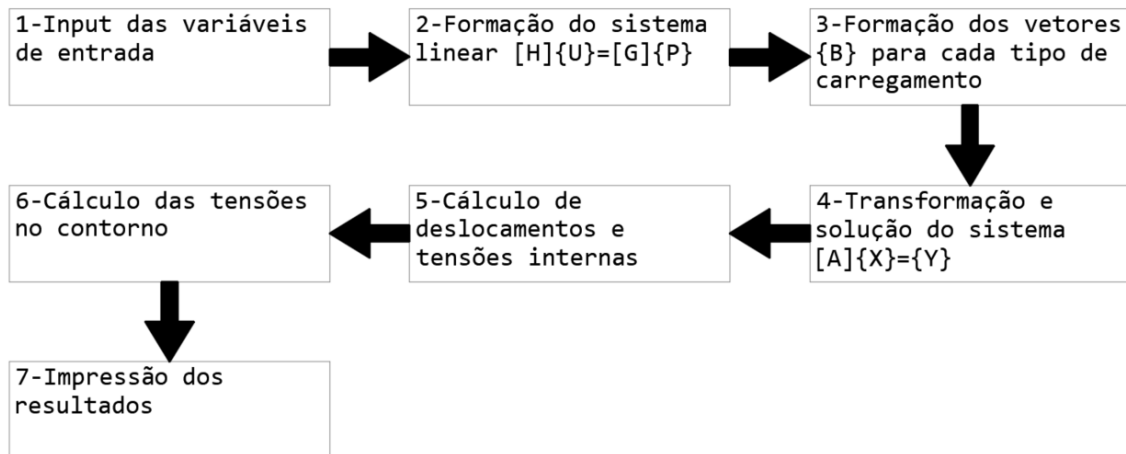 1-Input das variáveis
de entrada
2-Formação do sistema
linear [H]{U}=[G]{P}
3-Formação dos vetores
{B} para cada tipo de
carregamento
4-Transformação e
solução do sistema
[A]{X}={Y}
5-Cálculo de
deslocamentos e
tensões internas
6-Cálculo das tensões
no contorno
7-Impressão dos
resultados